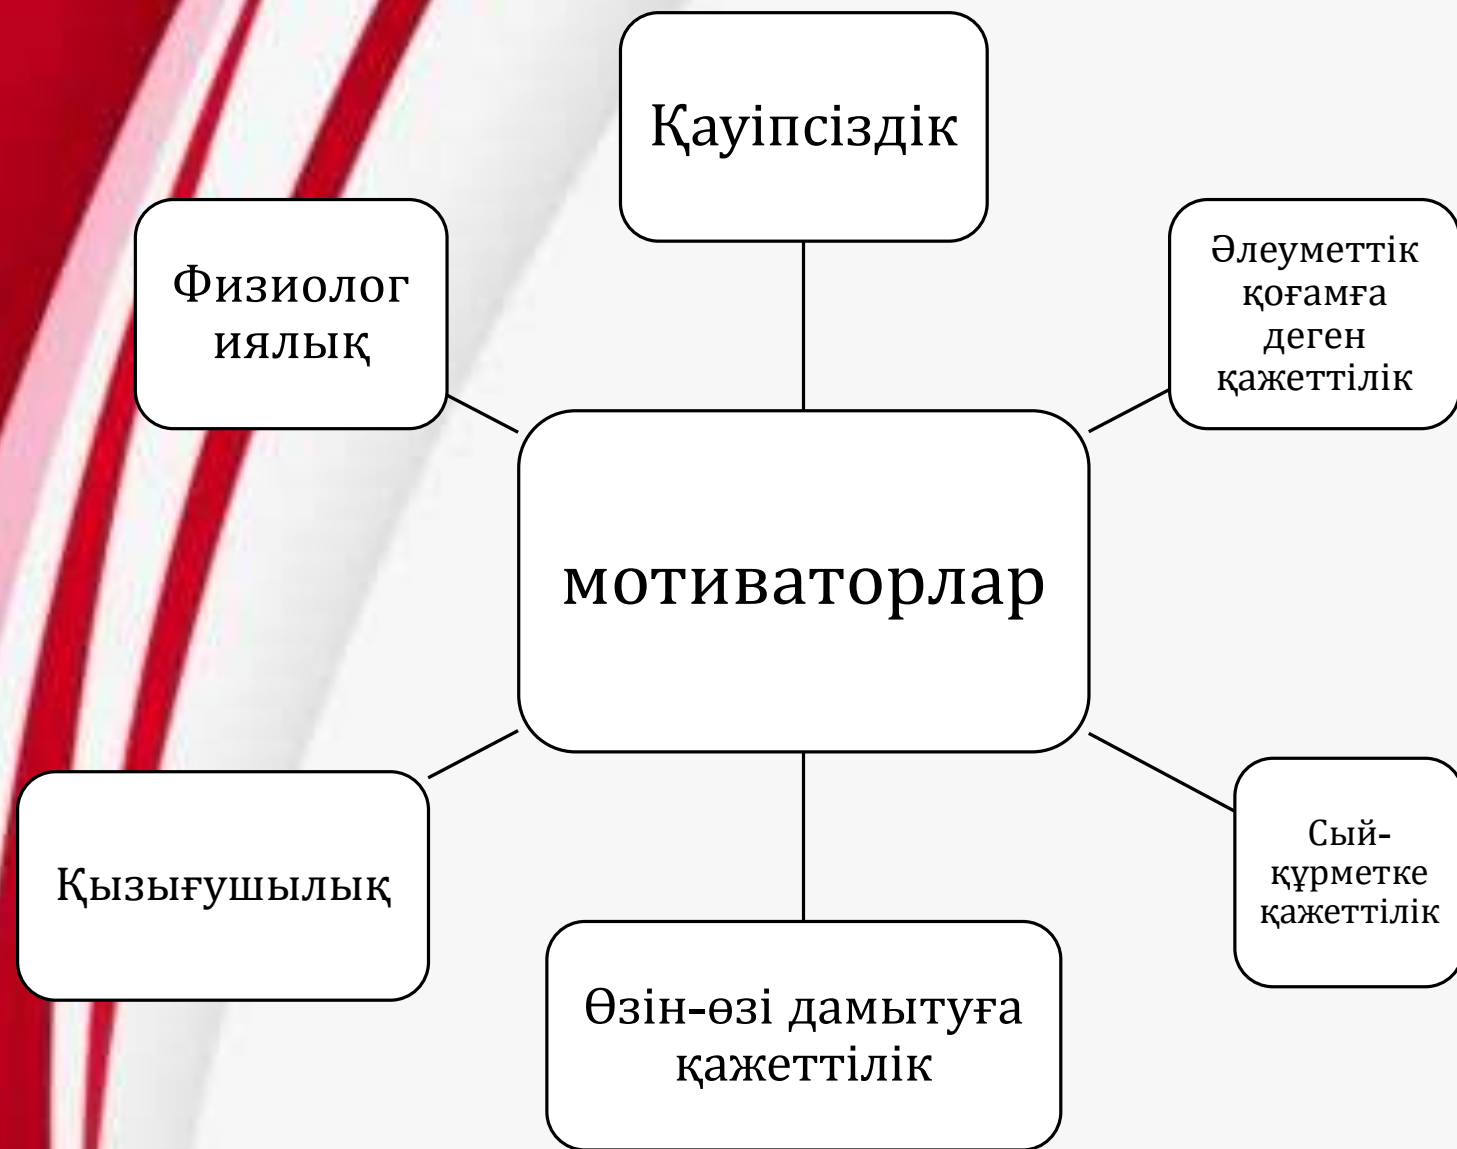 Қауіпсіздік
Физиолог
иялық
Әлеуметтік
қоғамға
деген
қажеттілік
мотиваторлар
Қызығушылық
Сый-
құрметке
қажеттілік
Өзін-өзі дамытуға
қажеттілік